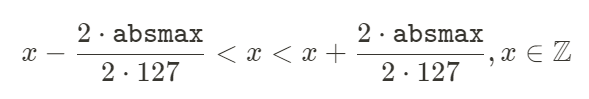 x − (2 · absmax)/(2 · 127) < x < x + (2 · absmax)/(2 · 127), x ∈ ℤ